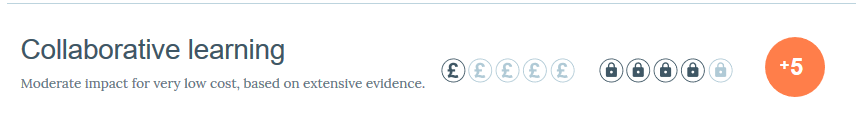 Collaborative learning
Moderate impact for very low cost, based on extensive evidence.
£ £ £ £ £
+5